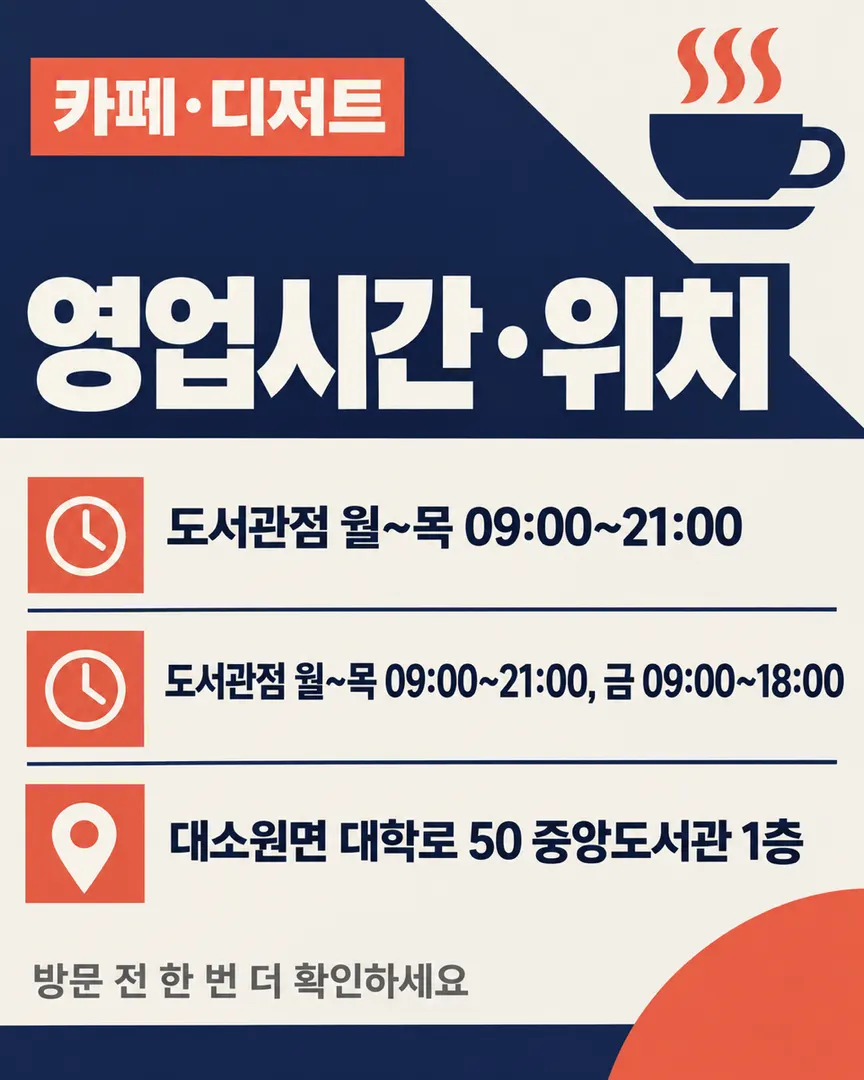 카페·디저트
영업시간·위치
도서관점 월~목 09:00~21:00
도서관점 월~목 09:00~21:00, 금 09:00~18:00
대소원면 대학로 50 중앙도서관 1층
방문 전 한 번 더 확인하세요